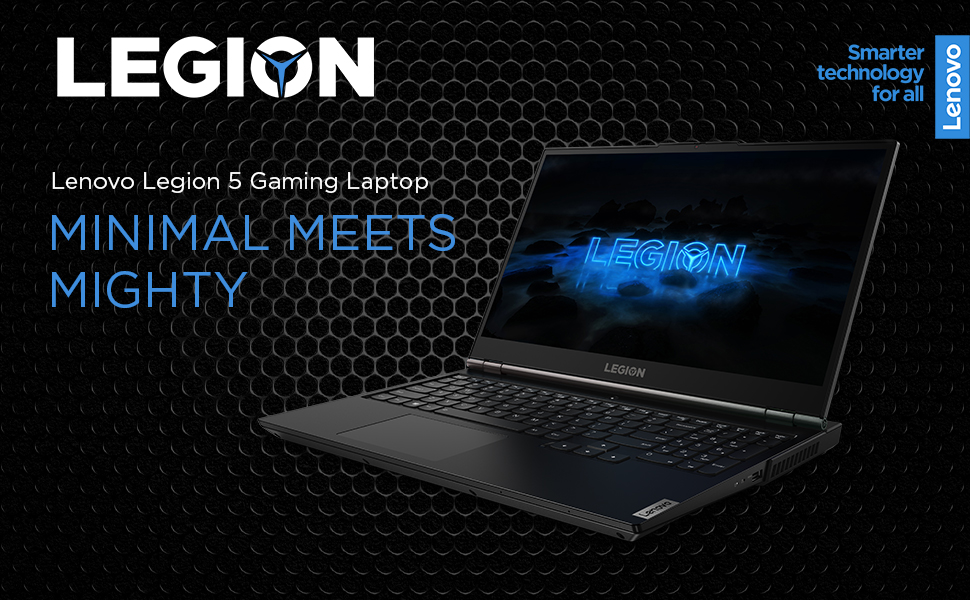 LEGION
Smarter
technology
for all
Lenovo
Lenovo Legion 5 Gaming Laptop
MINIMAL MEETS
MIGHTY
LEGION
LEGION
Lenovo